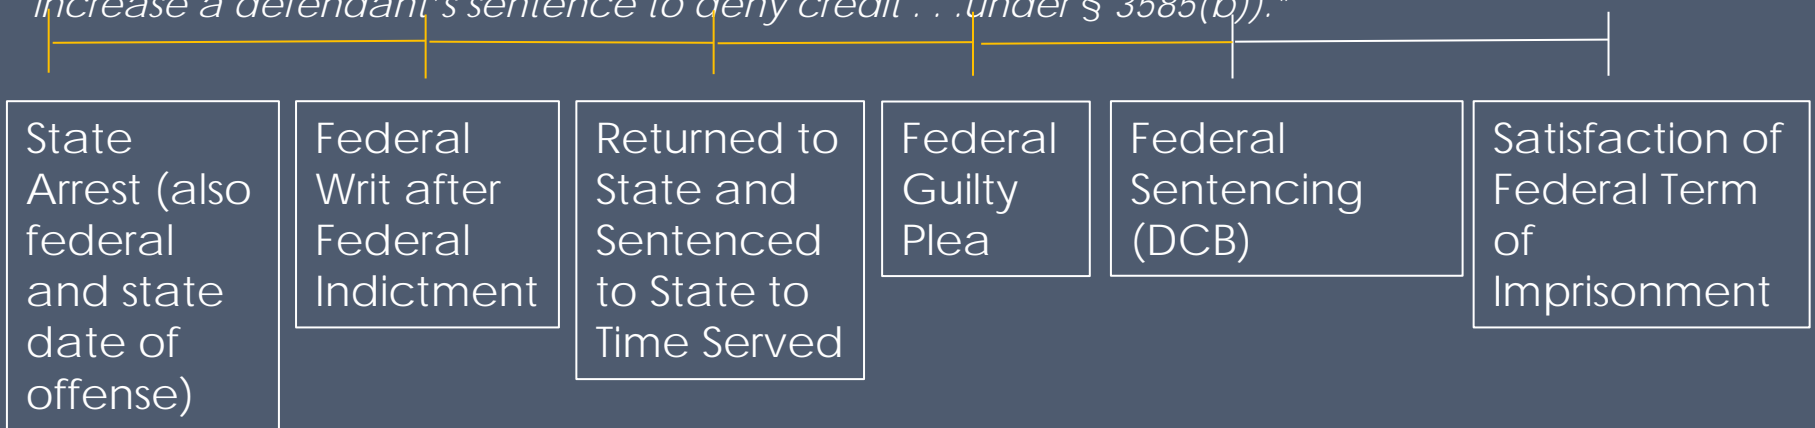 increase a defendant's sentence to deny credit . . .under § 3585(b))."
State
Arrest (also
federal
and state
date of
offense)
Federal
Writ after
Federal
Indictment
Returned to
State and
Sentenced
to State to
Time Served
Federal
Guilty
Plea
Federal
Sentencing
(DCB)
Satisfaction of
Federal Term
of
Imprisonment